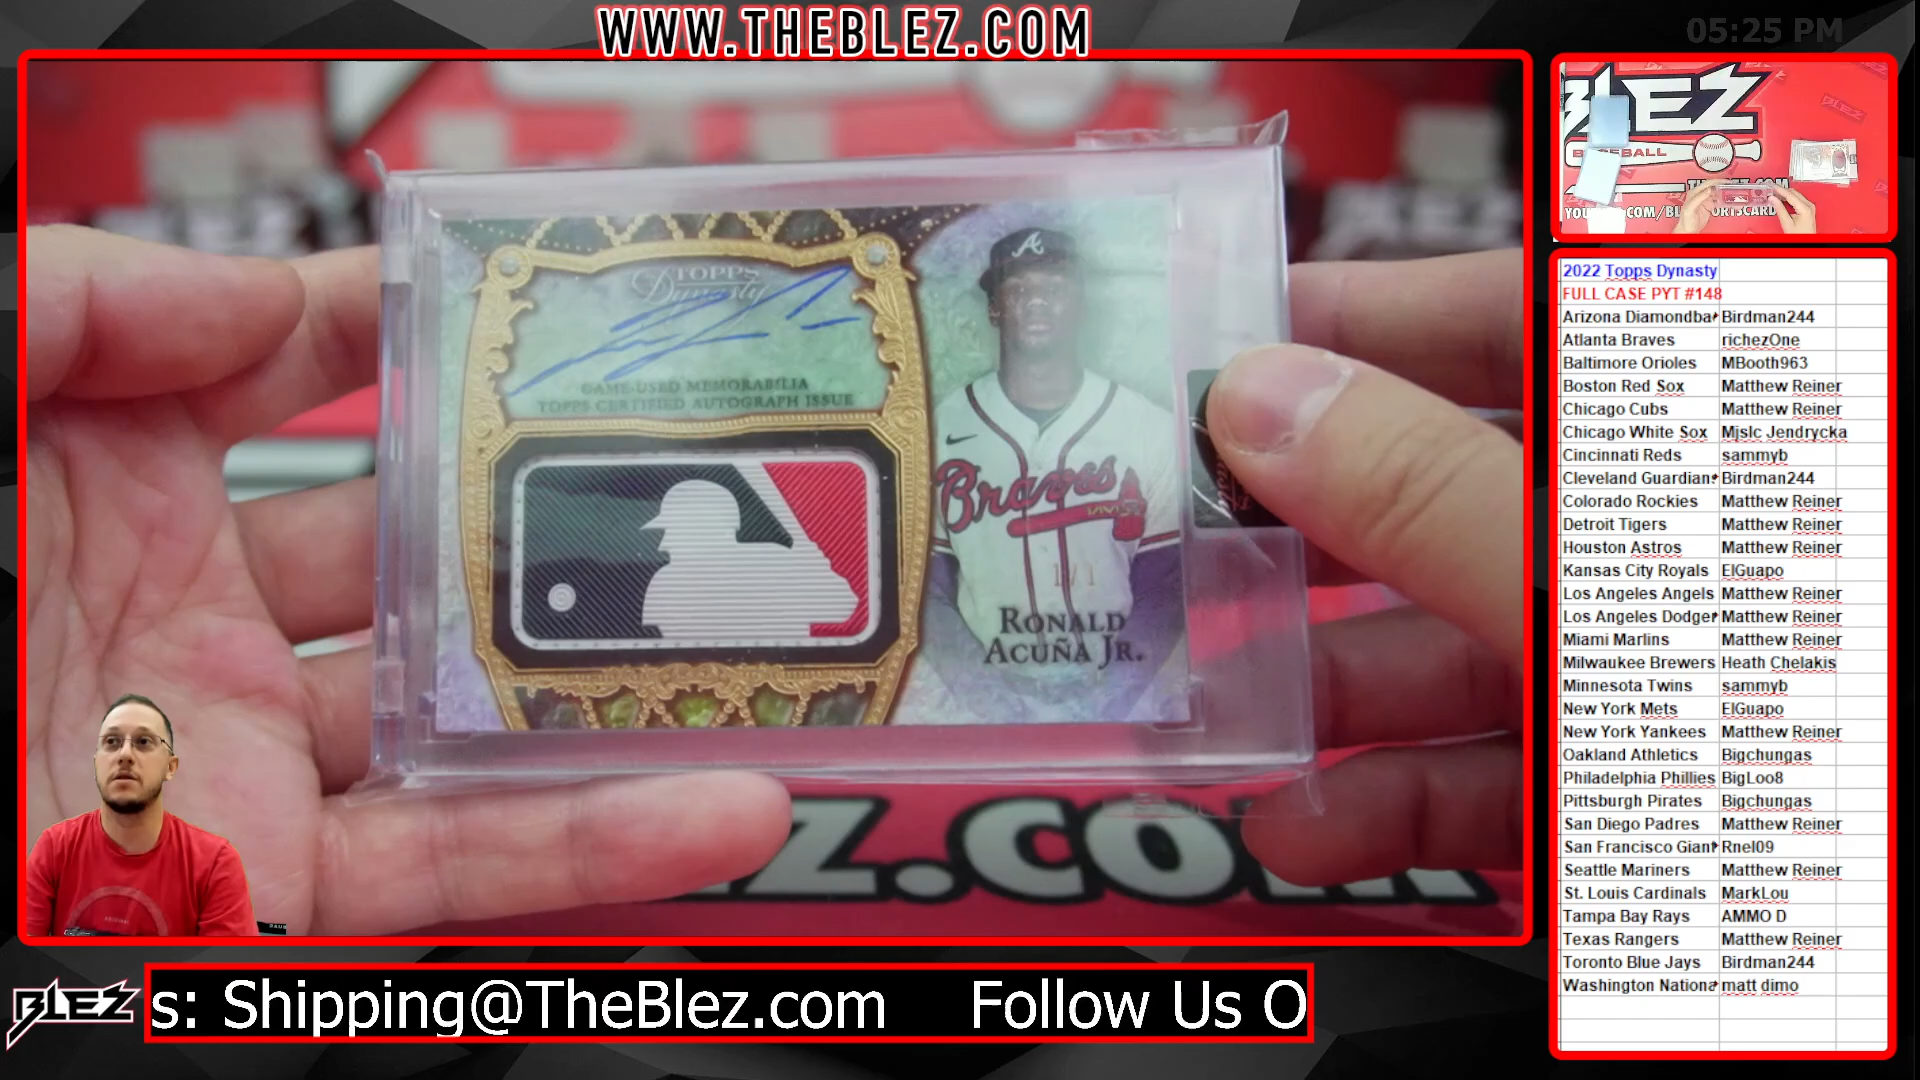 WWW.THEBLEZ.COM
05:25 PM
TOPPS
Dynasty
GAME-USED MEMORABILIA
TOPPS CERTIFIED AUTOGRAPH ISSUE
A
Braves
1/1
RONALD
ACUÑA JR.
Z.COM
BLEZ
BASEBALL
2022 Topps Dynasty
FULL CASE PYT #148
Arizona Diamondba Birdman244
Atlanta Braves richezOne
Baltimore Orioles MBooth963
Boston Red Sox Matthew Reiner
Chicago Cubs Matthew Reiner
Chicago White Sox Mjslc Jendrycka
Cincinnati Reds sammyb
Cleveland Guardian Birdman244
Colorado Rockies Matthew Reiner
Detroit Tigers Matthew Reiner
Houston Astros Matthew Reiner
Kansas City Royals ElGuapo
Los Angeles Angels Matthew Reiner
Los Angeles Dodger Matthew Reiner
Miami Marlins Matthew Reiner
Milwaukee Brewers Heath Chelakis
Minnesota Twins sammyb
New York Mets ElGuapo
New York Yankees Matthew Reiner
Oakland Athletics Bigchungas
Philadelphia Phillies BigLoo8
Pittsburgh Pirates Bigchungas
San Diego Padres Matthew Reiner
San Francisco Giant Rnel09
Seattle Mariners Matthew Reiner
St. Louis Cardinals MarkLou
Tampa Bay Rays AMMO D
Texas Rangers Matthew Reiner
Toronto Blue Jays Birdman244
Washington Nationa matt dimo
BLEZ
s: Shipping@TheBlez.com Follow Us O